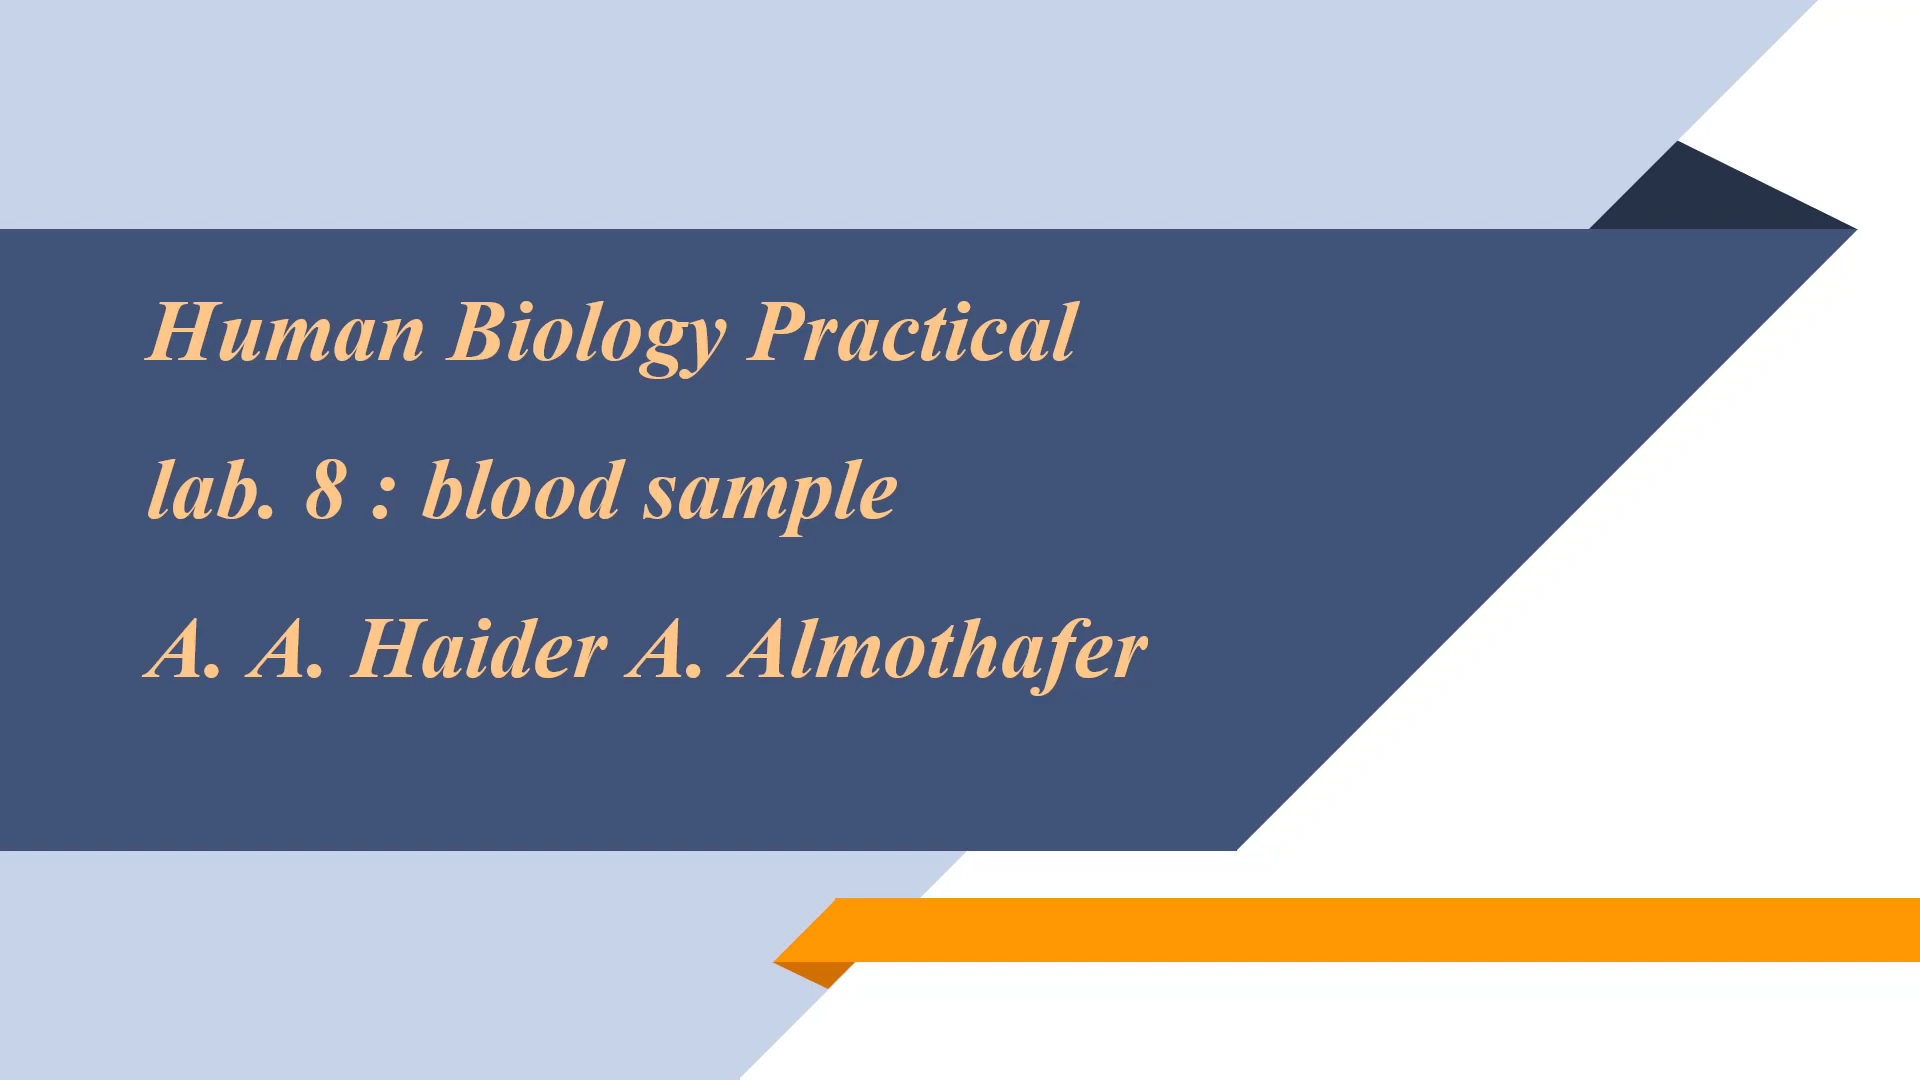 Human Biology Practical
lab. 8 : blood sample
A. A. Haider A. Almothafer